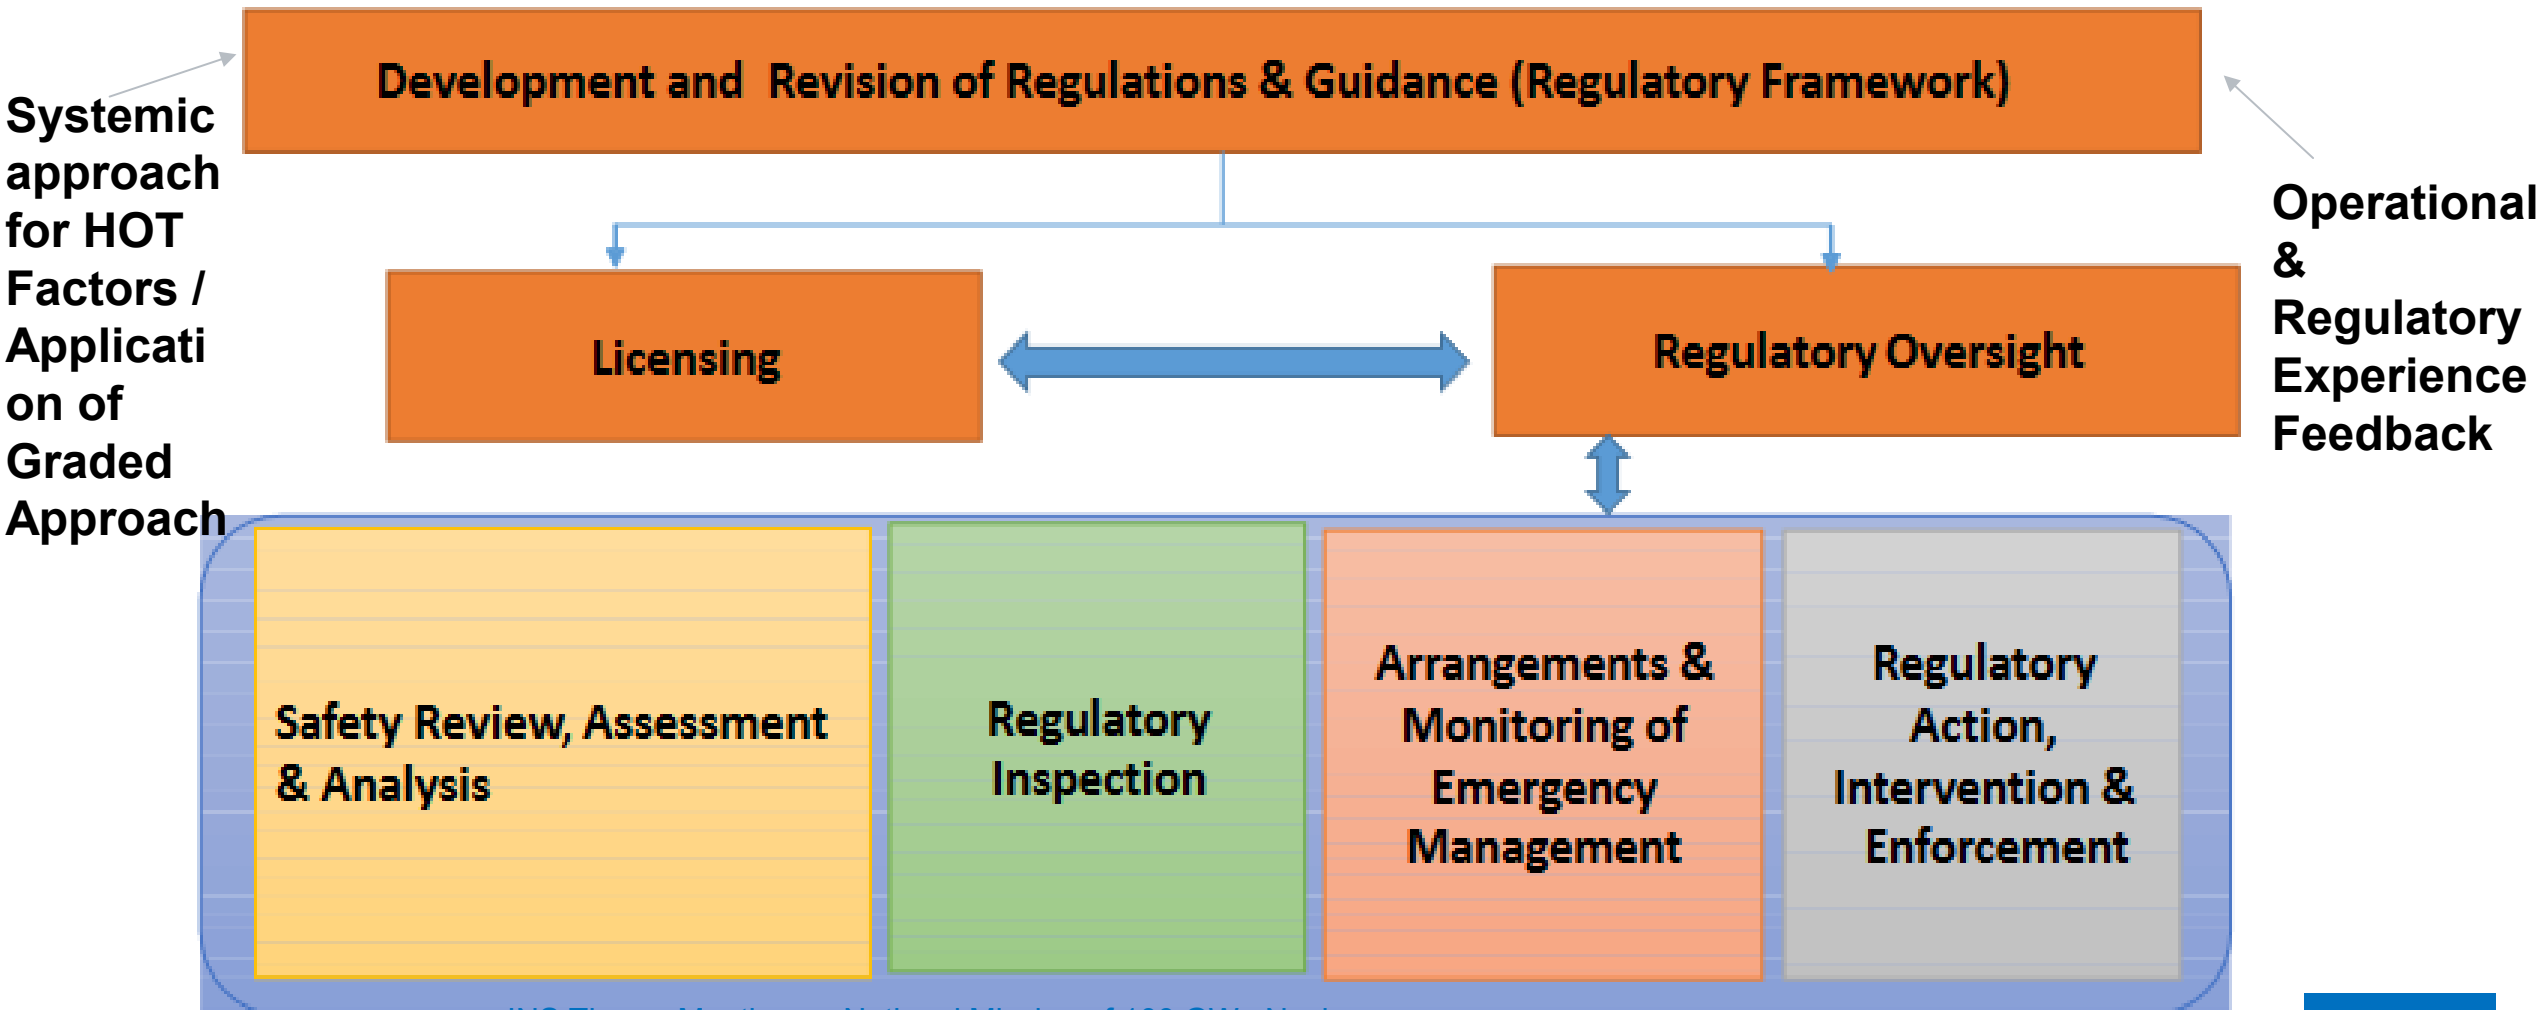 Development and Revision of Regulations & Guidance (Regulatory Framework)
Systemic
approach
for HOT
Factors /
Applicati
on of
Graded
Approach
Operational
&
Regulatory
Experience
Feedback
Licensing
Regulatory Oversight
Safety Review, Assessment
& Analysis
Regulatory
Inspection
Arrangements &
Monitoring of
Emergency
Management
Regulatory
Action,
Intervention &
Enforcement